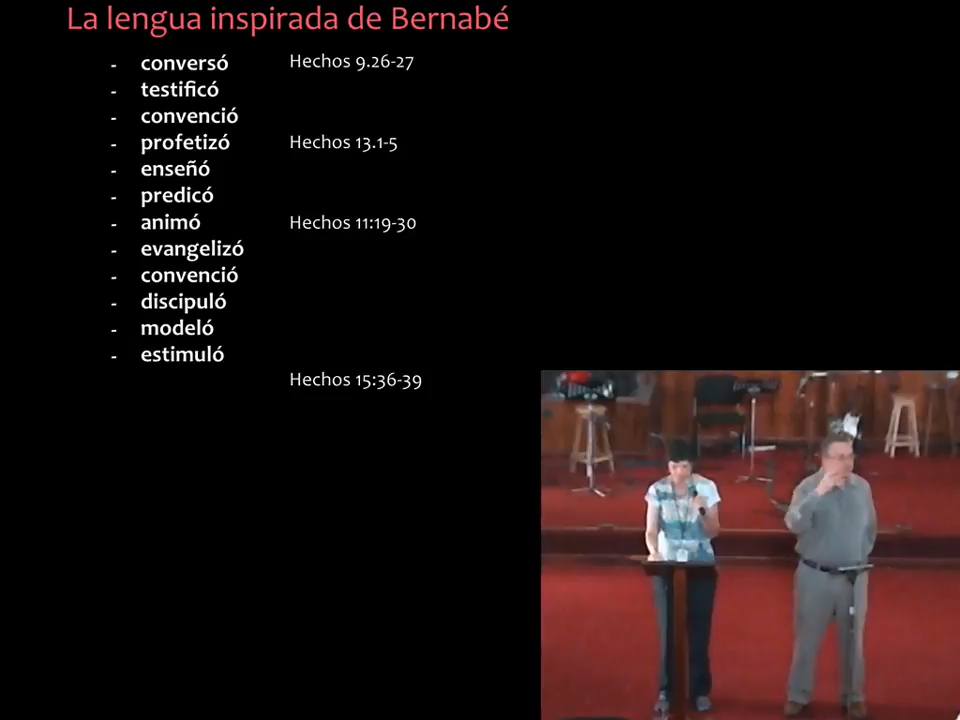 La lengua inspirada de Bernabé
- conversó Hechos 9.26-27
- testificó
- convenció
- profetizó Hechos 13.1-5
- enseñó
- predicó
- animó Hechos 11:19-30
- evangelizó
- convenció
- discipuló
- modeló
- estimuló
Hechos 15:36-39